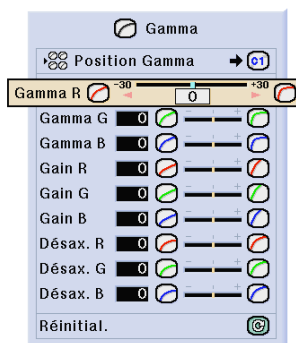 Gamma
Position Gamma C1
Gamma R -30 0 +30
Gamma G 0 - +
Gamma B 0 - +
Gain R 0 - +
Gain G 0 - +
Gain B 0 - +
Désax. R 0 - +
Désax. G 0 - +
Désax. B 0 - +
Réinitial.